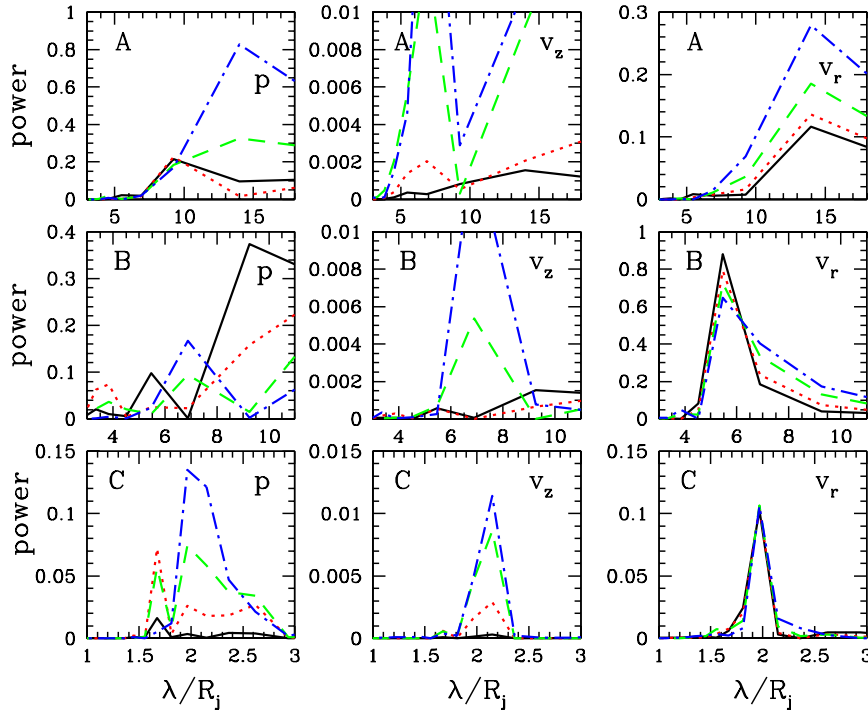 A p
A v_z
A v_r
power
1
0.8
0.6
0.4
0.2
0
0.01
0.008
0.006
0.004
0.002
0
0.3
0.2
0.1
0
5 10 15
5 10 15
5 10 15
B p
B v_z
B v_r
power
0.4
0.3
0.2
0.1
0
0.01
0.008
0.006
0.004
0.002
0
1
0.8
0.6
0.4
0.2
0
4 6 8 10
4 6 8 10
4 6 8 10
C p
C v_z
C v_r
power
0.15
0.1
0.05
0
0.015
0.01
0.005
0
0.15
0.1
0.05
0
1 1.5 2 2.5 3
1 1.5 2 2.5 3
1 1.5 2 2.5 3
λ/R_j
λ/R_j
λ/R_j